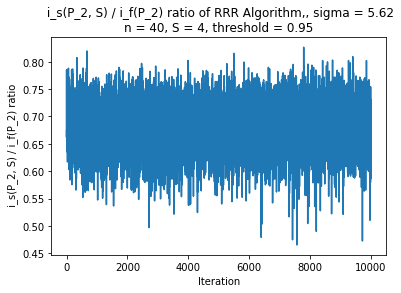 i_s(P_2, S) / i_f(P_2) ratio of RRR Algorithm,, sigma = 5.62
n = 40, S = 4, threshold = 0.95
i_s(P_2, S) / i_f(P_2) ratio
0.80
0.75
0.70
0.65
0.60
0.55
0.50
0.45
0 2000 4000 6000 8000 10000
Iteration